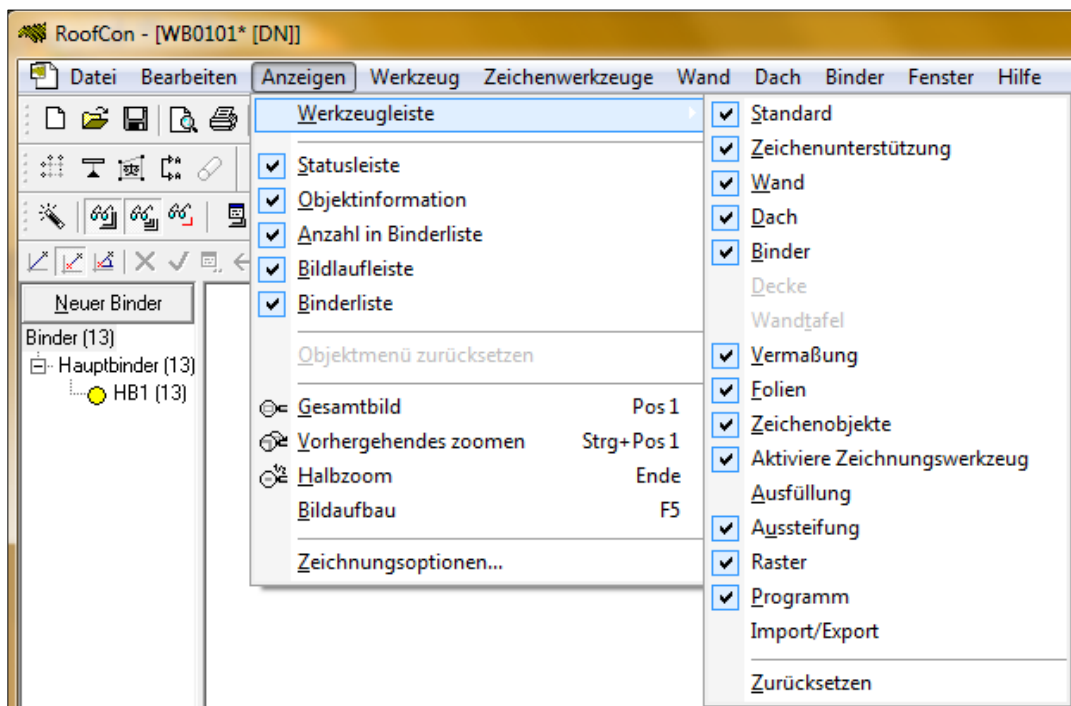 RoofCon - [WB0101* [DN]]
Datei Bearbeiten Anzeigen Werkzeug Zeichenwerkzeuge Wand Dach Binder Fenster Hilfe
Werkzeugleiste
Statusleiste
Objektinformation
Anzahl in Binderliste
Bildlaufleiste
Binderliste
Objektmenü zurücksetzen
Gesamtbild Pos 1
Vorhergehendes zoomen Strg+Pos 1
Halbzoom Ende
Bildaufbau F5
Zeichnungsoptionen...
Standard
Zeichenunterstützung
Wand
Dach
Binder
Decke
Wandtafel
Vermaßung
Folien
Zeichenobjekte
Aktiviere Zeichnungswerkzeug
Ausfüllung
Aussteifung
Raster
Programm
Import/Export
Zurücksetzen
Neuer Binder
Binder (13)
Hauptbinder (13)
HB1 (13)